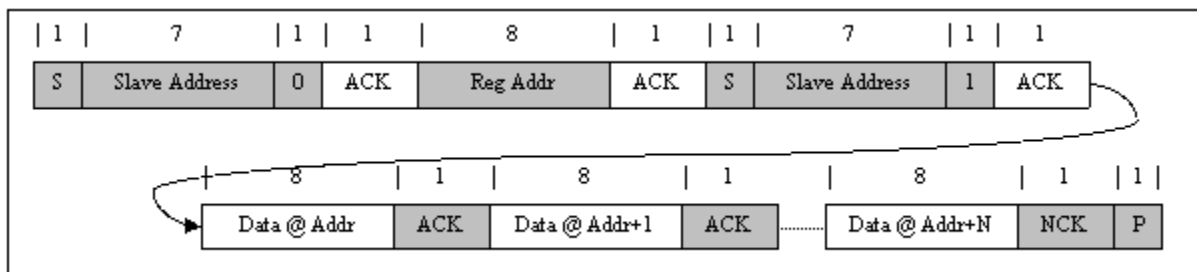 | 1 | 7 | 1 | 1 | 8 | 1 | 1 | 7 | 1 | 1
S Slave Address 0 ACK Reg Addr ACK S Slave Address 1 ACK
| 8 | 1 | 8 | 1 | 8 | 1 | 1 |
Data @ Addr ACK Data @ Addr+1 ACK ........... Data @ Addr+N NCK P